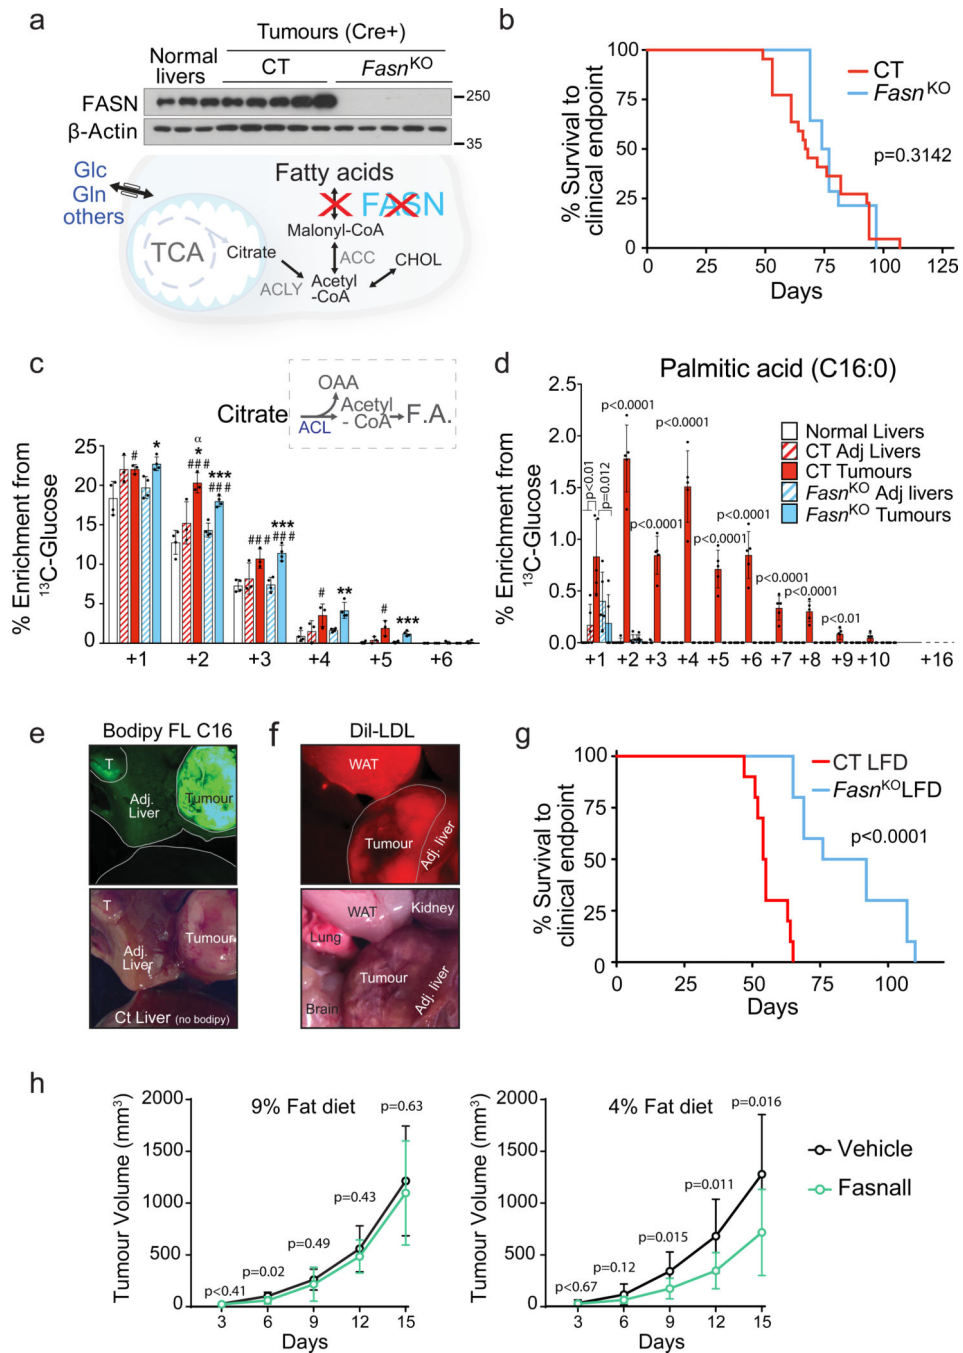 a
Tumours (Cre+)
Normal
livers
CT
FasnKO
FASN
250
β-Actin
35
Glc
Gln
others
Fatty acids
FASN
Malonyl-CoA
TCA
Citrate
ACC
CHOL
ACLY
Acetyl
-CoA
b
% Survival to
clinical endpoint
100
75
50
25
0
CT
FasnKO
p=0.3142
0
25
50
75
100
125
Days
c
Citrate
OAA
ACL
Acetyl
- CoA
F.A.
% Enrichment from
13C-Glucose
25
20
15
10
5
0
#
*
α
*
###
***
###
###
***
###
#
**
#
***
+1
+2
+3
+4
+5
+6
Normal Livers
CT Adj Livers
CT Tumours
FasnKO Adj livers
FasnKO Tumours
d
Palmitic acid (C16:0)
% Enrichment from
13C-Glucose
2.5
2.0
1.5
1.0
0.5
0.0
p<0.01
p=0.012
p<0.0001
p<0.0001
p<0.0001
p<0.0001
p<0.0001
p<0.0001
p<0.0001
p<0.01
+1
+2
+3
+4
+5
+6
+7
+8
+9
+10
+16
e
Bodipy FL C16
T
Adj.
Liver
Tumour
T
Adj.
Liver
Tumour
Ct Liver (no bodipy)
f
Dil-LDL
WAT
Tumour
Adj. liver
WAT
Kidney
Lung
Tumour
Brain
Adj. liver
g
% Survival to
clinical endpoint
100
75
50
25
0
CT LFD
FasnKOLFD
p<0.0001
0
25
50
75
100
Days
h
Tumour Volume (mm3)
2000
1500
1000
500
0
9% Fat diet
p<0.41
p=0.02
p=0.49
p=0.43
p=0.63
3
6
9
12
15
Days
Tumour Volume (mm3)
2000
1500
1000
500
0
4% Fat diet
p<0.67
p=0.12
p=0.015
p=0.011
p=0.016
3
6
9
12
15
Days
Vehicle
Fasnall